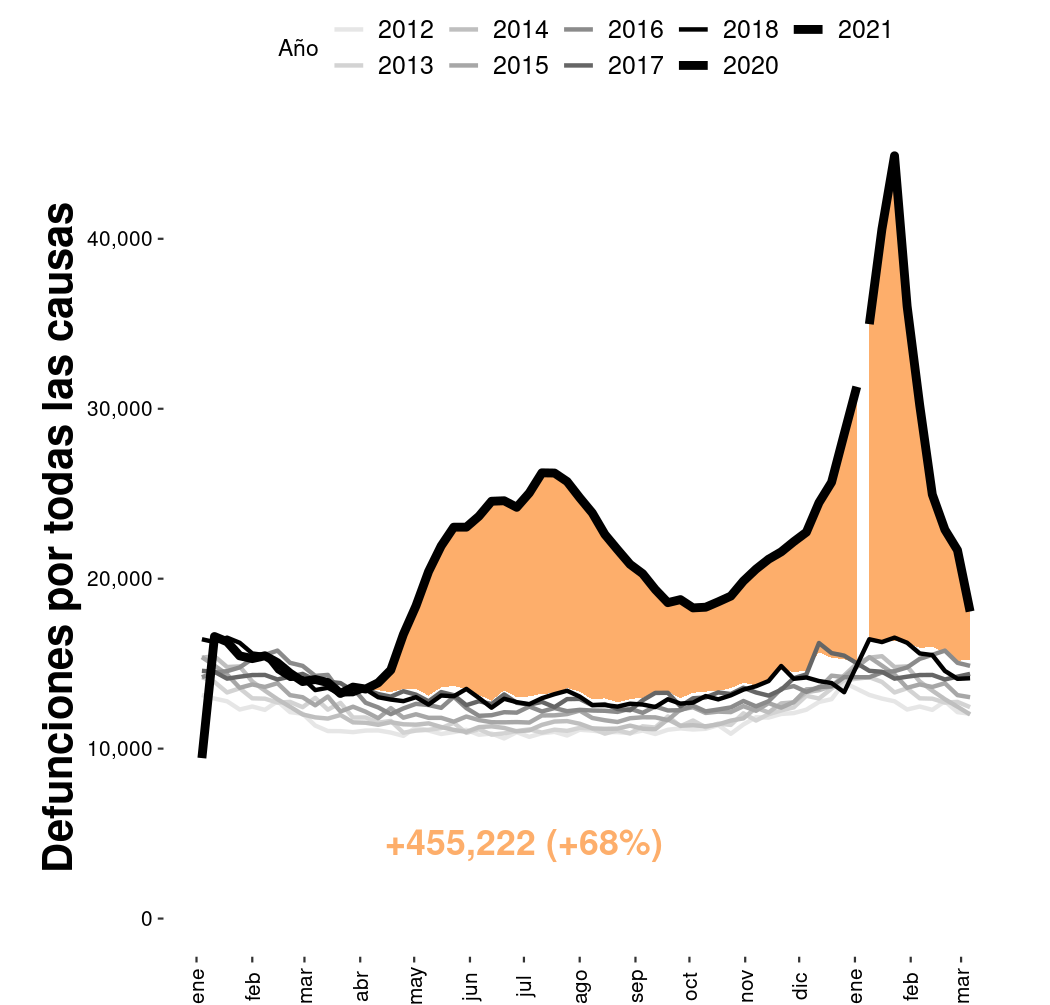 Año
2012 2014 2016 2018 2021
2013 2015 2017 2020
Defunciones por todas las causas
40,000
30,000
20,000
10,000
0
+455,222 (+68%)
ene feb mar abr may jun jul ago sep oct nov dic ene feb mar